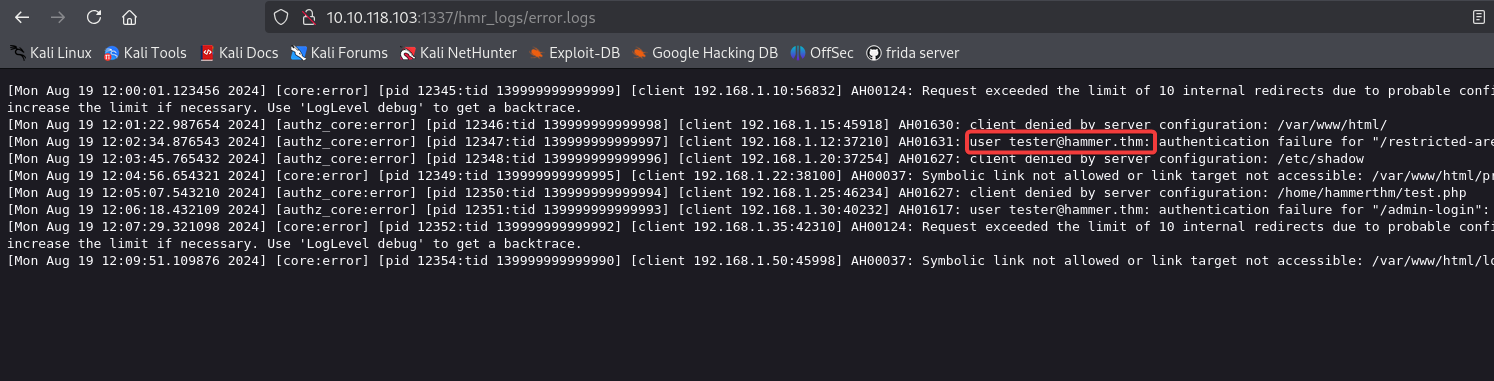 10.10.118.103:1337/hmr_logs/error.logs
Kali Linux Kali Tools Kali Docs Kali Forums Kali NetHunter Exploit-DB Google Hacking DB OffSec frida server
[Mon Aug 19 12:00:01.123456 2024] [core:error] [pid 12345:tid 139999999999999] [client 192.168.1.10:56832] AH00124: Request exceeded the limit of 10 internal redirects due to probable confi
increase the limit if necessary. Use 'LogLevel debug' to get a backtrace.
[Mon Aug 19 12:01:22.987654 2024] [authz_core:error] [pid 12346:tid 139999999999998] [client 192.168.1.15:45918] AH01630: client denied by server configuration: /var/www/html/
[Mon Aug 19 12:02:34.876543 2024] [authz_core:error] [pid 12347:tid 139999999999997] [client 192.168.1.12:37210] AH01631: user tester@hammer.thm: authentication failure for "/restricted-are
[Mon Aug 19 12:03:45.765432 2024] [authz_core:error] [pid 12348:tid 139999999999996] [client 192.168.1.20:37254] AH01627: client denied by server configuration: /etc/shadow
[Mon Aug 19 12:04:56.654321 2024] [core:error] [pid 12349:tid 139999999999995] [client 192.168.1.22:38100] AH00037: Symbolic link not allowed or link target not accessible: /var/www/html/pr
[Mon Aug 19 12:05:07.543210 2024] [authz_core:error] [pid 12350:tid 139999999999994] [client 192.168.1.25:46234] AH01627: client denied by server configuration: /home/hammerthm/test.php
[Mon Aug 19 12:06:18.432109 2024] [authz_core:error] [pid 12351:tid 139999999999993] [client 192.168.1.30:40232] AH01617: user tester@hammer.thm: authentication failure for "/admin-login":
[Mon Aug 19 12:07:29.321098 2024] [core:error] [pid 12352:tid 139999999999992] [client 192.168.1.35:42310] AH00124: Request exceeded the limit of 10 internal redirects due to probable confi
increase the limit if necessary. Use 'LogLevel debug' to get a backtrace.
[Mon Aug 19 12:09:51.109876 2024] [core:error] [pid 12354:tid 139999999999990] [client 192.168.1.50:45998] AH00037: Symbolic link not allowed or link target not accessible: /var/www/html/lo